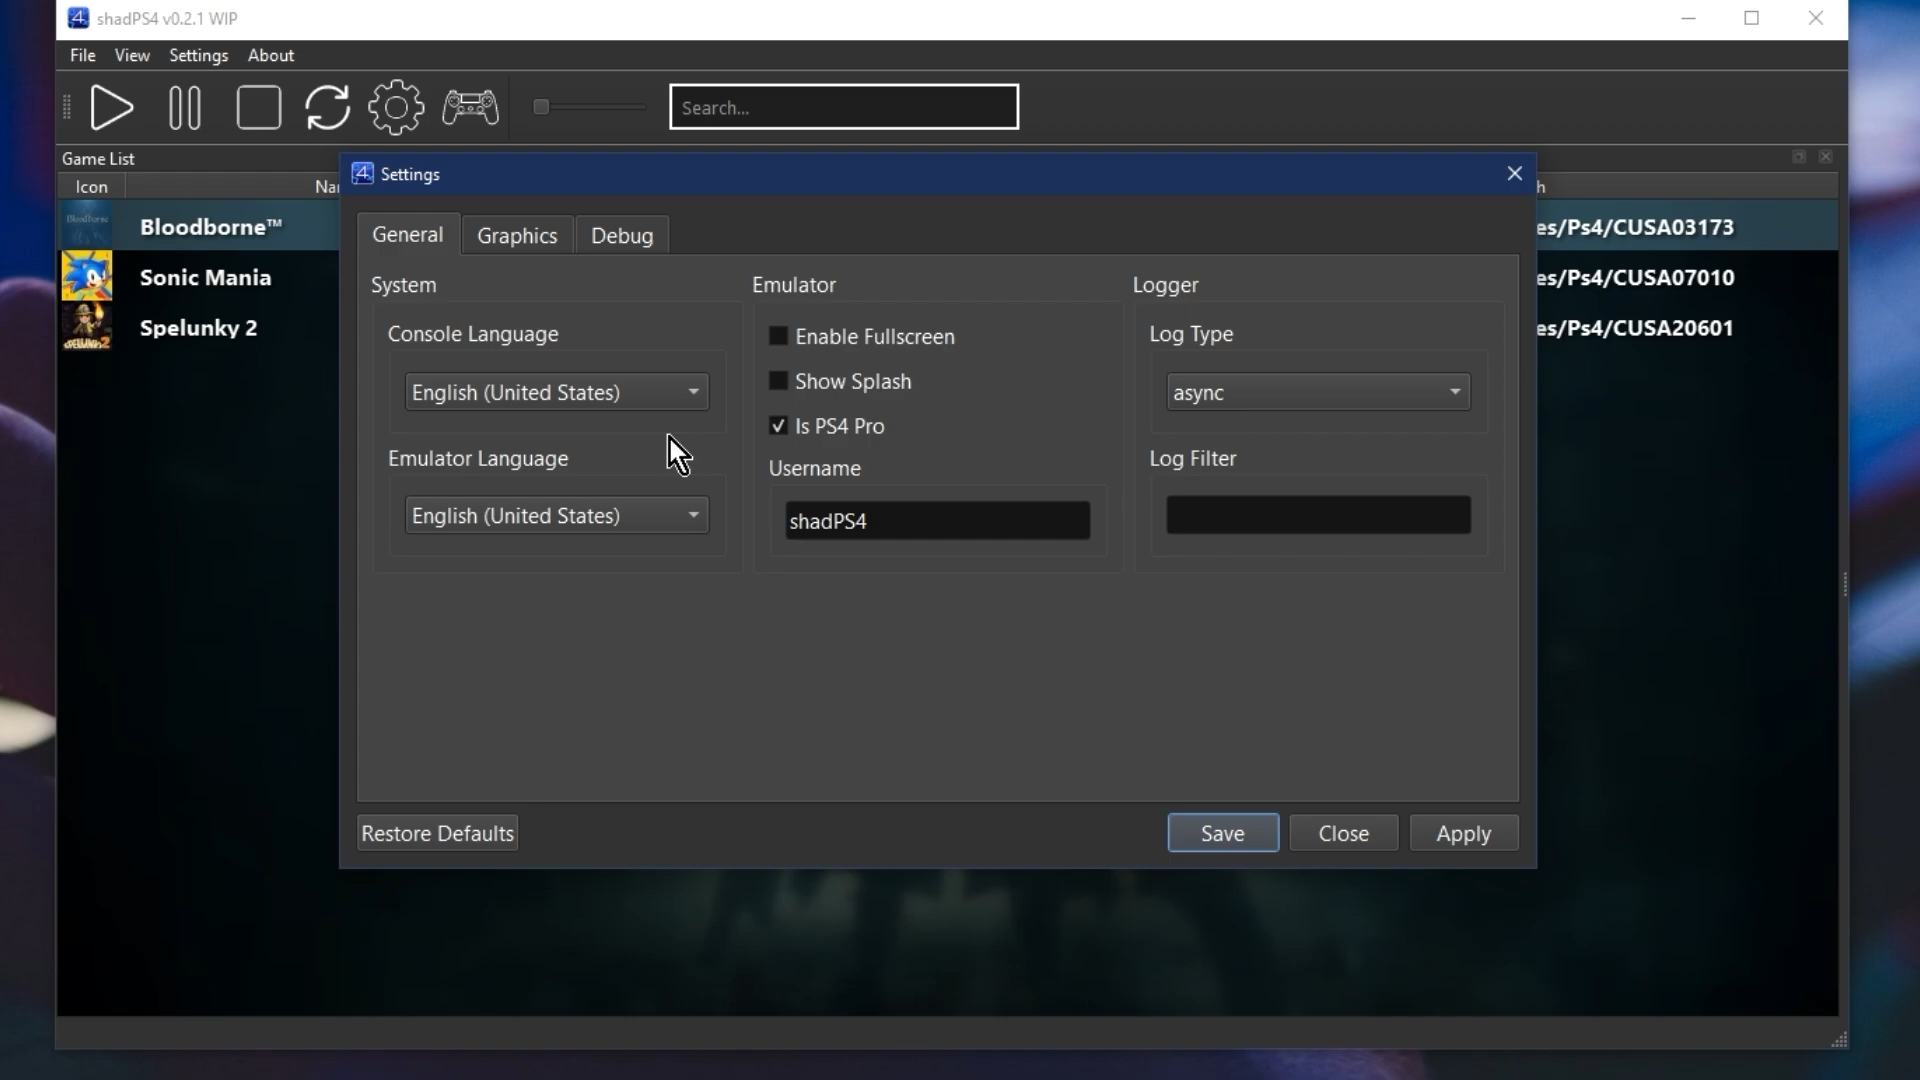 shadPS4 v0.2.1 WIP
File View Settings About
Search...
Game List
Icon Na
h
Bloodborne™
es/Ps4/CUSA03173
Sonic Mania
es/Ps4/CUSA07010
Spelunky 2
es/Ps4/CUSA20601
Settings
General Graphics Debug
System
Console Language
English (United States)
Emulator Language
English (United States)
Emulator
Enable Fullscreen
Show Splash
Is PS4 Pro
Username
shadPS4
Logger
Log Type
async
Log Filter
Restore Defaults
Save Close Apply